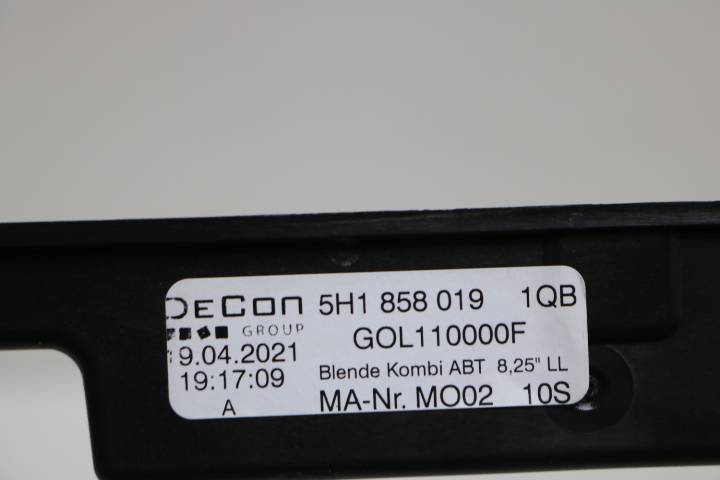 DECON 5H1 858 019 1QB
GROUP GOL110000F
9.04.2021 Blende Kombi ABT 8,25" LL
19:17:09 MA-Nr. MO02 10S
A